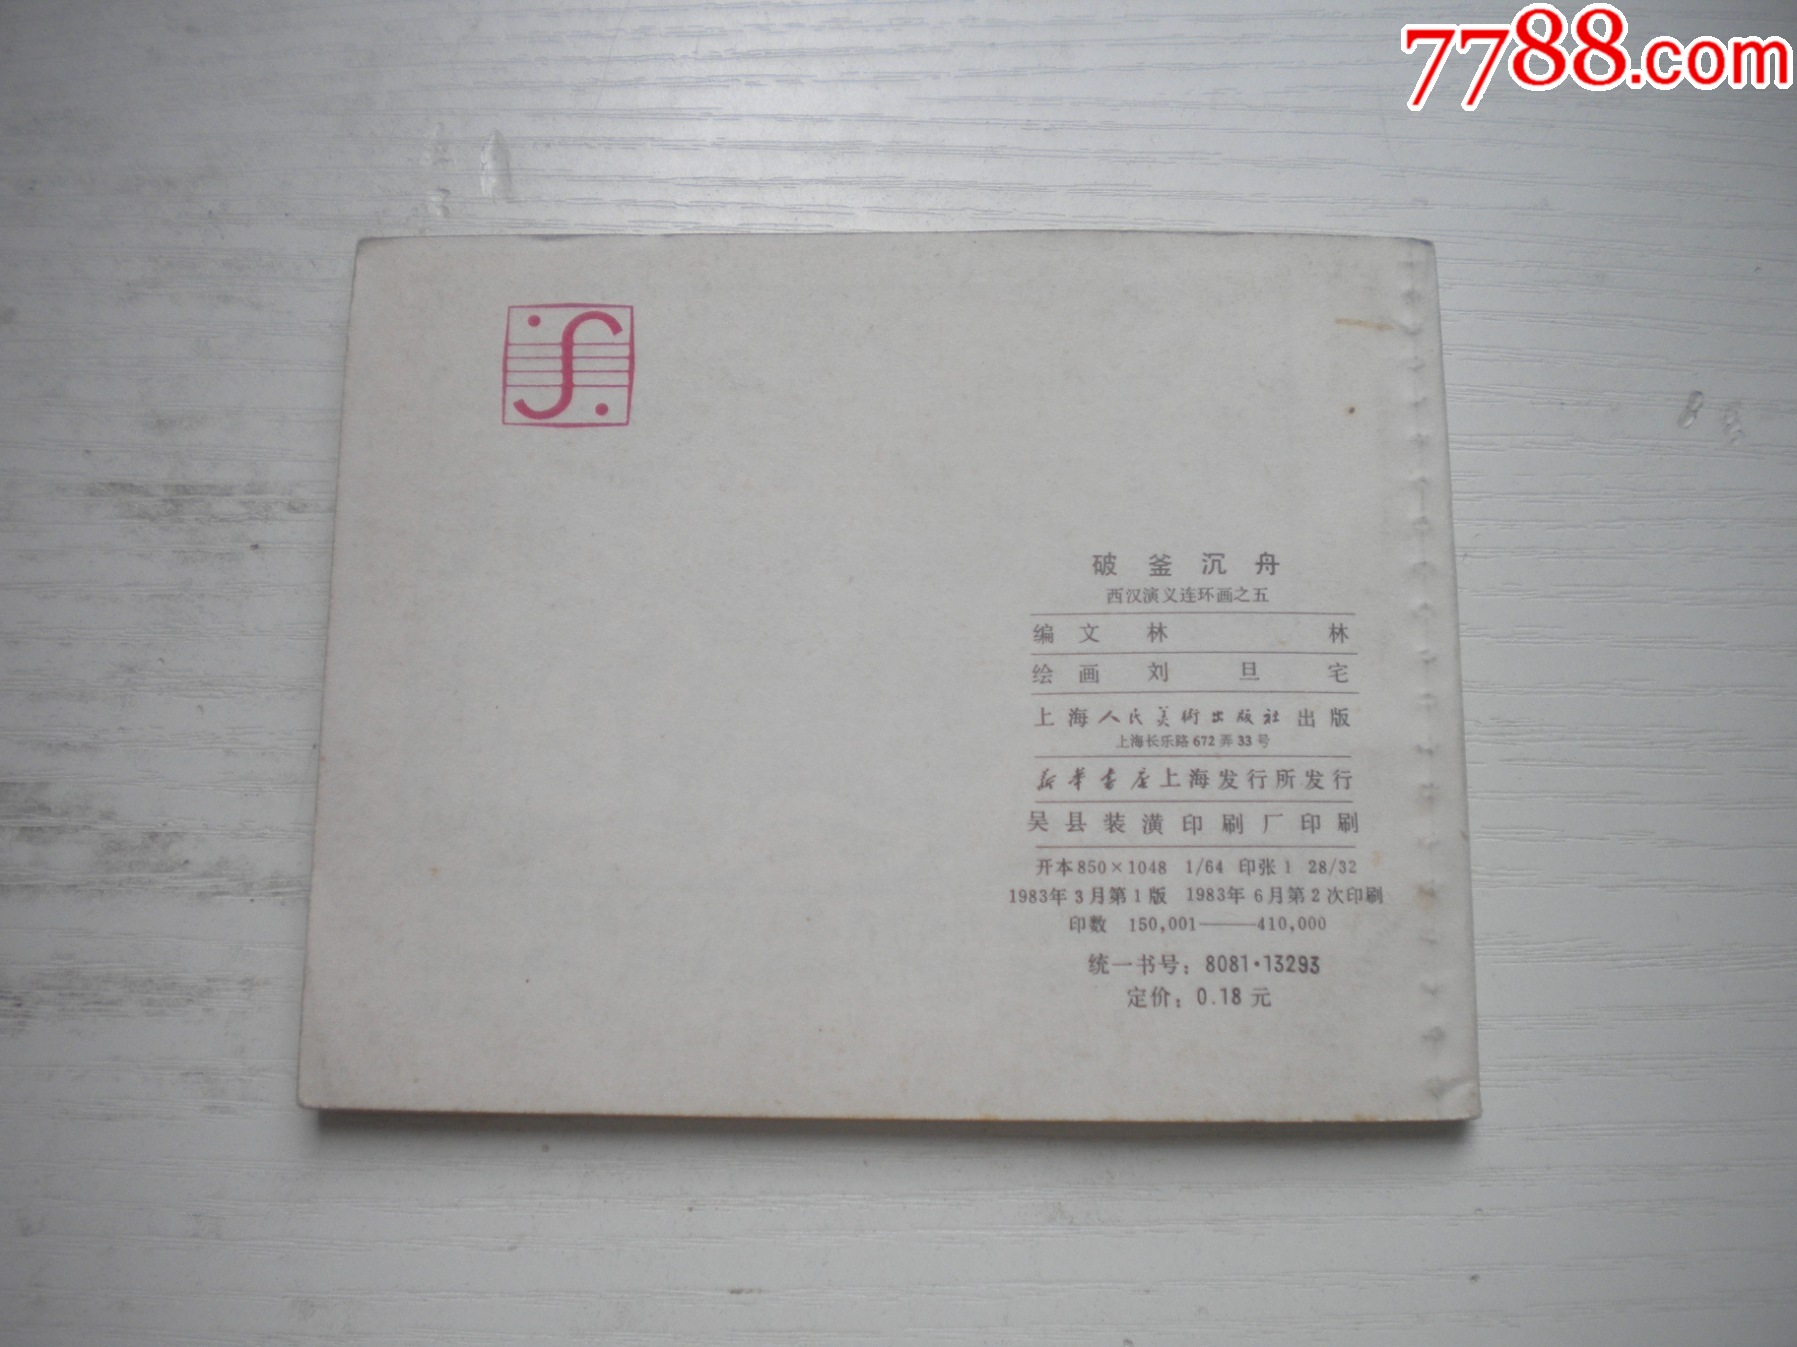 7788.com
破釜沉舟
西汉演义连环画之五
编文 林林
绘画 刘旦宅
上海人民美術出版社出版
上海长乐路672弄33号
新华书店上海发行所发行
吴县装潢印刷厂印刷
开本850×1048 1/64 印张1 28/32
1983年3月第1版 1983年6月第2次印刷
印数 150,001——410,000
统一书号：8081·13293
定价：0.18元